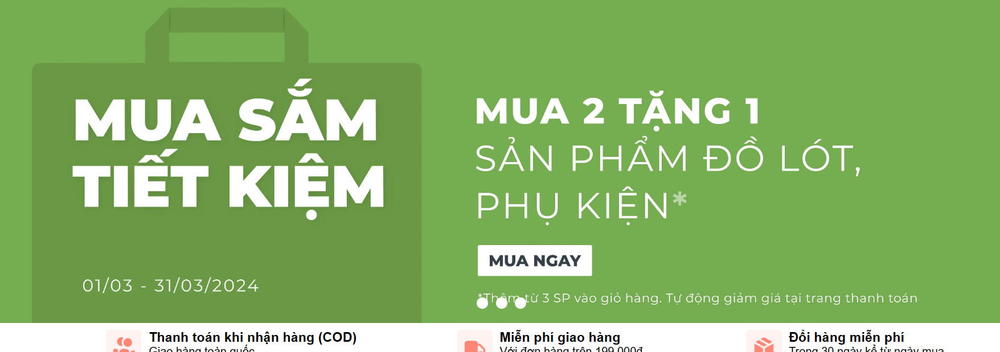 MUA SẮM
TIẾT KIỆM
01/03 - 31/03/2024
MUA 2 TẶNG 1
SẢN PHẨM ĐỒ LÓT,
PHỤ KIỆN*
MUA NGAY
*Thêm từ 3 SP vào giỏ hàng. Tự động giảm giá tại trang thanh toán
Thanh toán khi nhận hàng (COD)
Giao hàng toàn quốc
Miễn phí giao hàng
Với đơn hàng trên 199.000đ
Đổi hàng miễn phí
Trong 30 ngày kể từ ngày mua